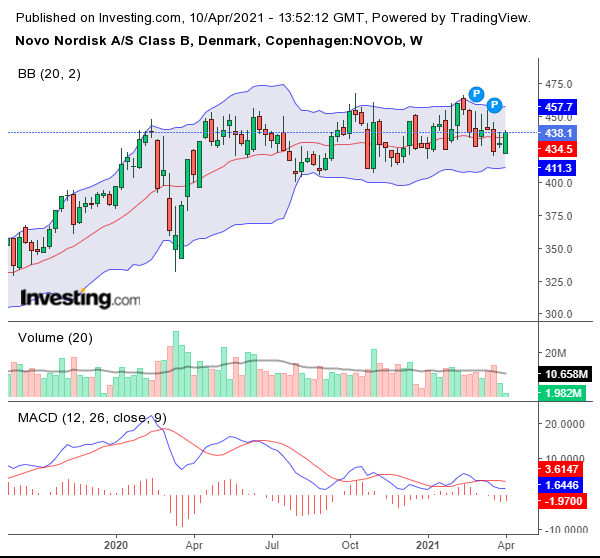 Published on Investing.com, 10/Apr/2021 - 13:52:12 GMT, Powered by TradingView.
Novo Nordisk A/S Class B, Denmark, Copenhagen:NOVOb, W
BB (20, 2)
P
P
475.0
457.7
450.0
438.1
434.5
411.3
400.0
375.0
350.0
325.0
300.0
Investing.com
Volume (20)
20M
10.658M
1.982M
MACD (12, 26, close, 9)
20.0000
10.0000
3.6147
1.6446
-1.9700
-10.0000
2020 Apr Jul Oct 2021 Apr